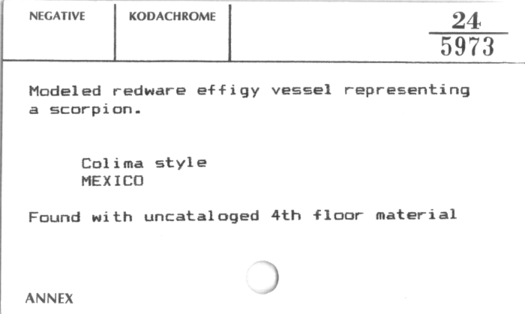 NEGATIVE KODACHROME 24
5973
Modeled redware effigy vessel representing
a scorpion.
Colima style
MEXICO
Found with uncataloged 4th floor material
ANNEX